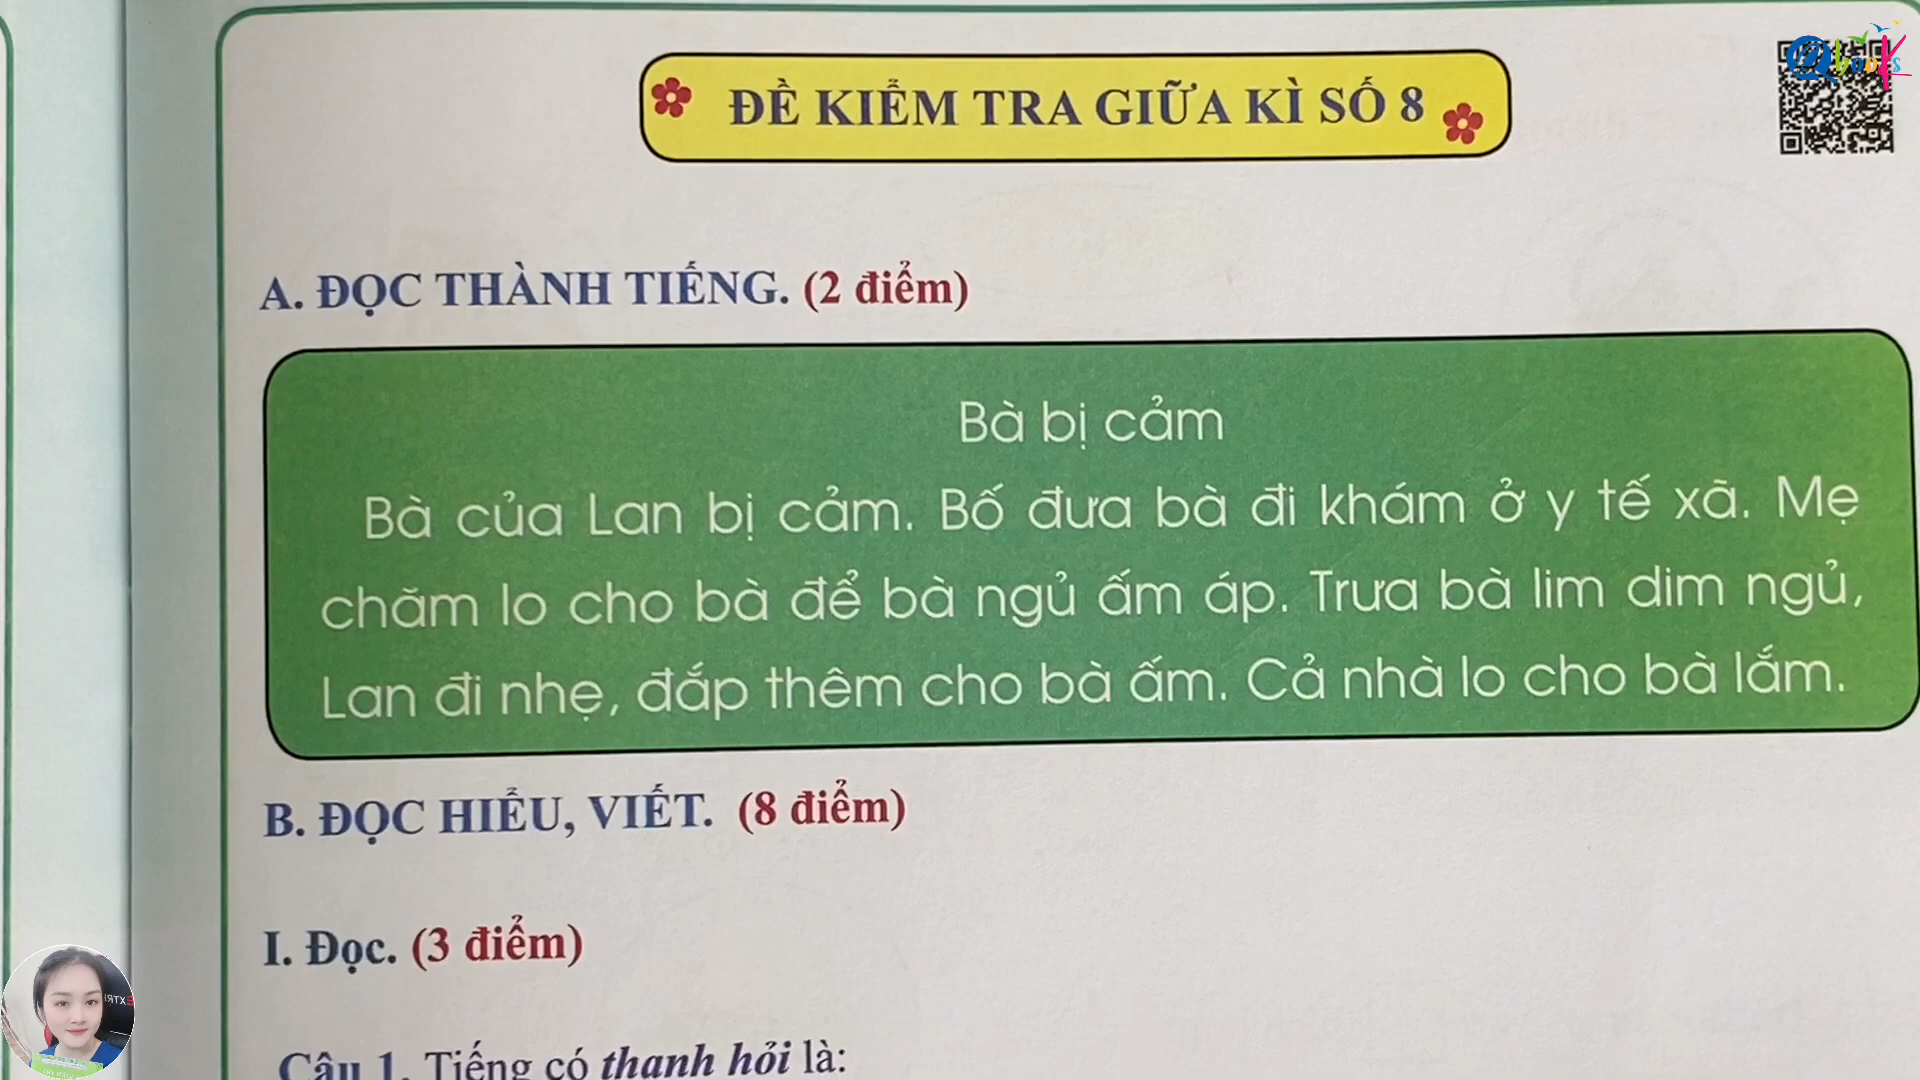 ĐỀ KIỂM TRA GIỮA KÌ SỐ 8
A. ĐỌC THÀNH TIẾNG. (2 điểm)
Bà bị cảm
Bà của Lan bị cảm. Bố đưa bà đi khám ở y tế xã. Mẹ
chăm lo cho bà để bà ngủ ấm áp. Trưa bà lim dim ngủ,
Lan đi nhẹ, đắp thêm cho bà ấm. Cả nhà lo cho bà lắm.
B. ĐỌC HIỂU, VIẾT. (8 điểm)
I. Đọc. (3 điểm)
Câu 1. Tiếng có thanh hỏi là: